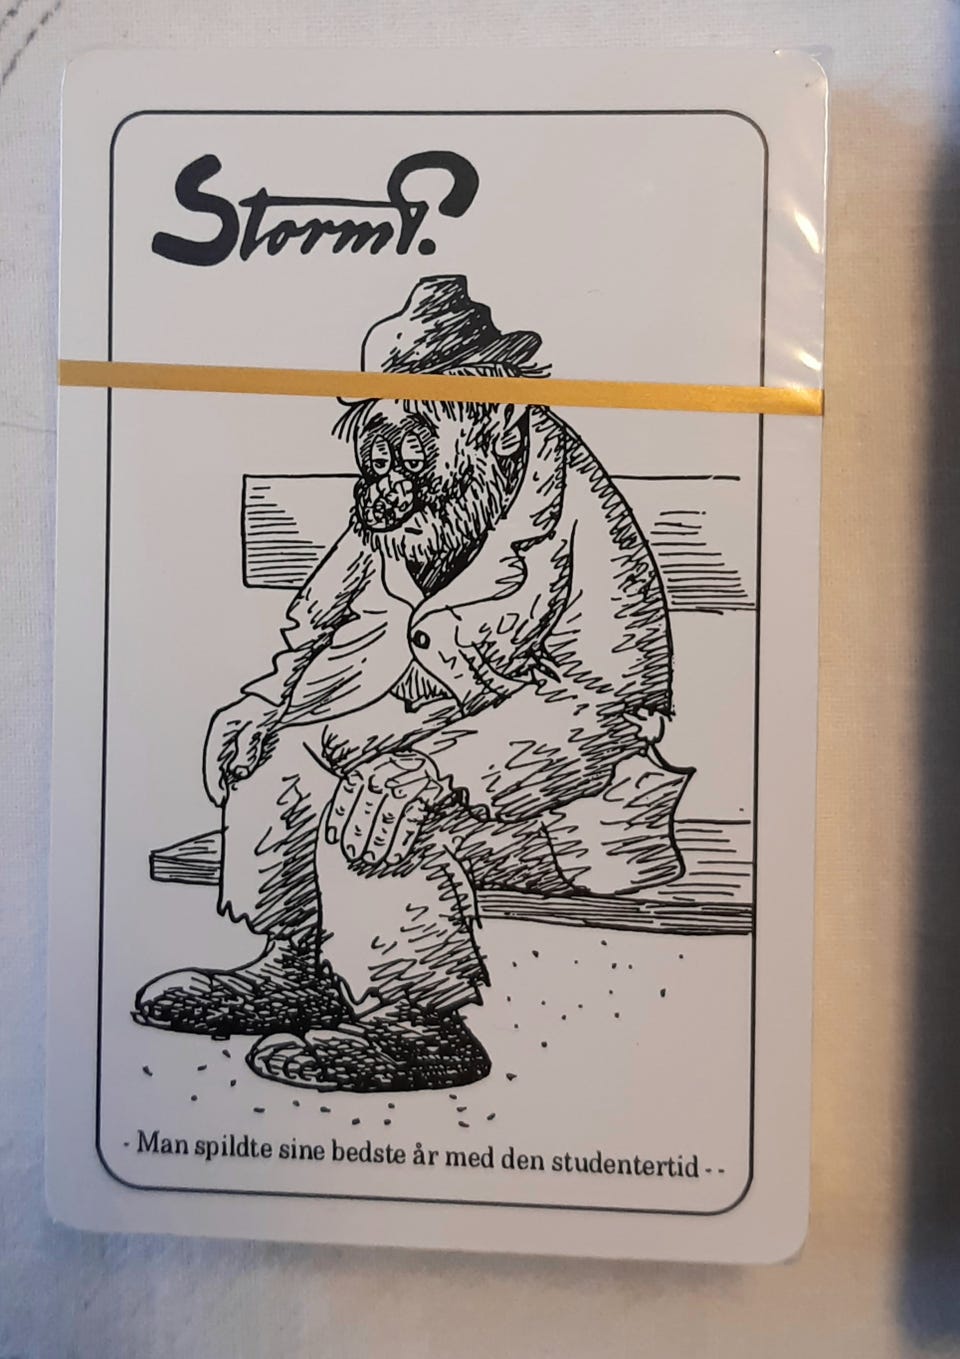 Storm P.
- Man spildte sine bedste år med den studentertid - -